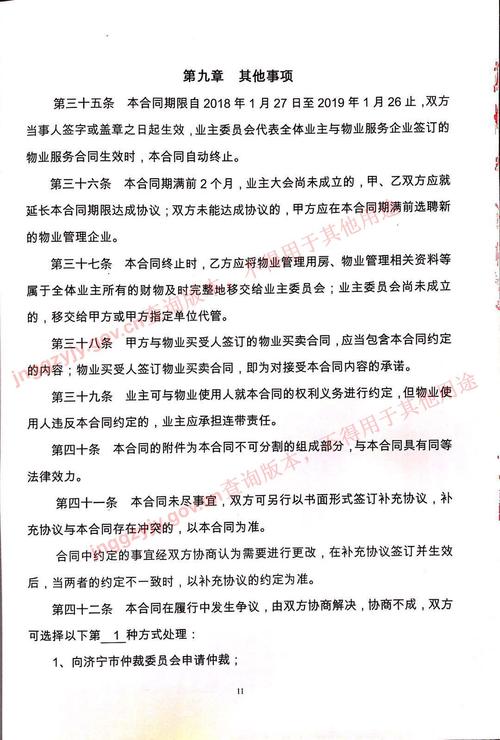 第九章 其他事项
第三十五条 本合同期限自 2018 年 1 月 27 日至 2019 年 1 月 26 止，双方
当事人签字或盖章之日起生效，业主委员会代表全体业主与物业服务企业签订的
物业服务合同生效时，本合同自动终止。
第三十六条 本合同期满前 2 个月，业主大会尚未成立的，甲、乙双方应就
延长本合同期限达成协议；双方未能达成协议的，甲方应在本合同期满前选聘新
的物业管理企业。
第三十七条 本合同终止时，乙方应将物业管理用房、物业管理相关资料等
属于全体业主所有的财物及时完整地移交给业主委员会；业主委员会尚未成立
的，移交给甲方或甲方指定单位代管。
第三十八条 甲方与物业买受人签订的物业买卖合同，应当包含本合同约定
的内容；物业买受人签订物业买卖合同，即为对接受本合同内容的承诺。
第三十九条 业主可与物业使用人就本合同的权利义务进行约定，但物业使
用人违反本合同约定的，业主应承担连带责任。
第四十条 本合同的附件为本合同不可分割的组成部分，与本合同具有同等
法律效力。
第四十一条 本合同未尽事宜，双方可另行以书面形式签订补充协议，补
充协议与本合同存在冲突的，以本合同为准。
合同中约定的事宜经双方协商认为需要进行更改，在补充协议签订并生效
后，当两者的约定不一致时，以补充协议的约定为准。
第四十二条 本合同在履行中发生争议，由双方协商解决，协商不成，双方
可选择以下第 1 种方式处理：
1、向济宁市仲裁委员会申请仲裁；
11
jnggzyjy.gov.cn查询版本，不得用于其他用途
jnggzyjy.gov.cn查询版本，不得用于其他用途